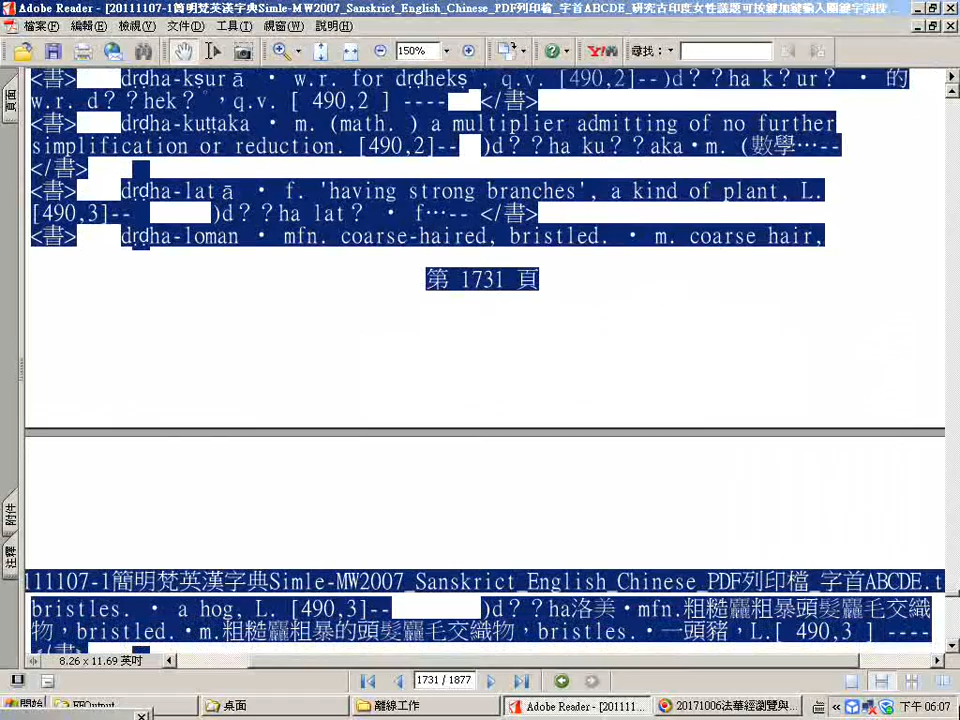 Adobe Reader - [20111107-1簡明梵英漢字典Simle-MW2007_Sanskrict_English_Chinese_PDF列印檔_字首ABCDE_研究古印度女性議題可按鍵輸入關鍵字詞搜
檔案(F) 編輯(E) 檢視(V) 文件(D) 工具(T) 視窗(W) 說明(H)
150% Y! 尋找：
頁面
<書> dṛḍha-kṣurā • w.r. for dṛḍhekṣ , q.v. [490,2]--)d？？ha k？ur？ • 的
w.r. d？？hek？，q.v. [ 490,2 ] ---- </書>
<書> dṛḍha-kuṭṭaka • m. (math. ) a multiplier admitting of no further
simplification or reduction. [490,2]-- )d？？ha ku？？aka•m. (數學…--
</書>
<書> dṛḍha-latā • f. 'having strong branches', a kind of plant, L.
[490,3]-- )d？？ha lat？ • f…-- </書>
<書> dṛḍha-loman • mfn. coarse-haired, bristled. • m. coarse hair,
第 1731 頁
附件
注釋
111107-1簡明梵英漢字典Simle-MW2007_Sanskrict_English_Chinese_PDF列印檔_字首ABCDE.t
bristles. • a hog, L. [490,3]-- )d？？ha洛美•mfn.粗糙麤粗暴頭髮麤毛交織
物，bristled.•m.粗糙麤粗暴的頭髮麤毛交織物，bristles.•一頭豬，L.[ 490,3 ] ----
8.26 x 11.69 英吋
1731 / 1877
開始 FFOutput 桌面 離線工作 Adobe Reader - [2011... 20171006法華經瀏覽與... 下午 06:07